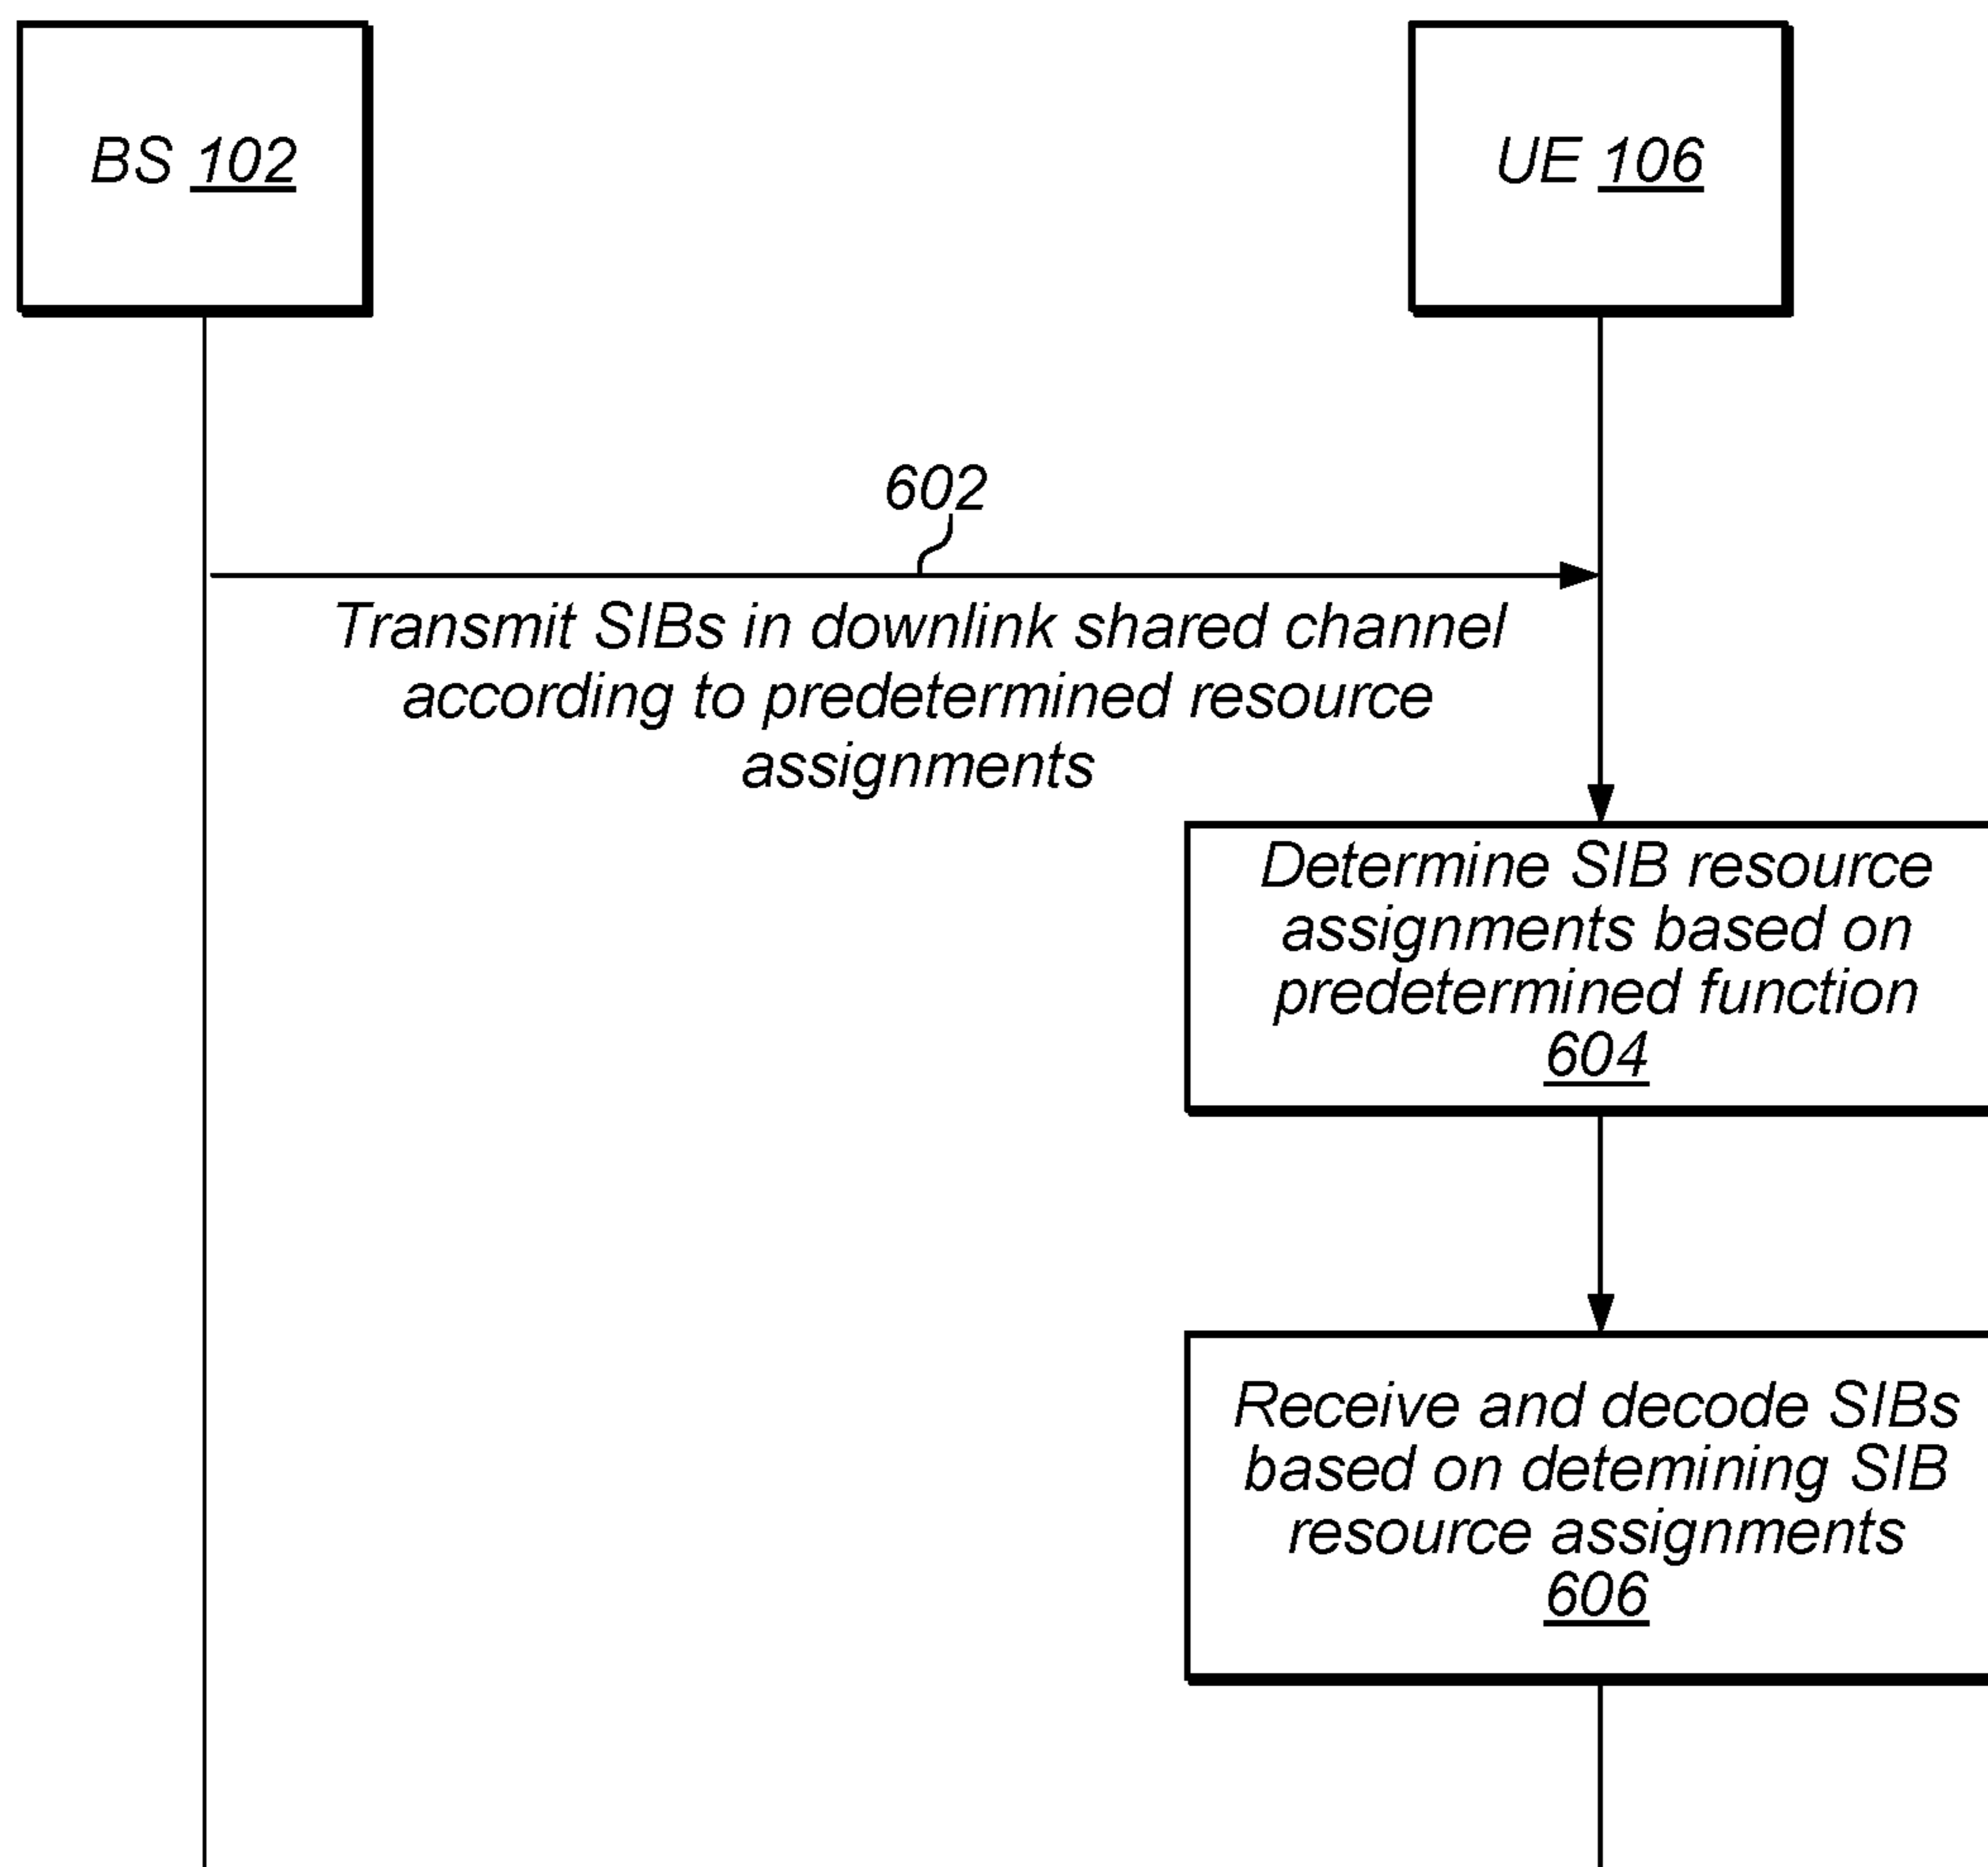 BS 102
UE 106
602
Transmit SIBs in downlink shared channel
according to predetermined resource
assignments
Determine SIB resource
assignments based on
predetermined function
604
Receive and decode SIBs
based on detemining SIB
resource assignments
606